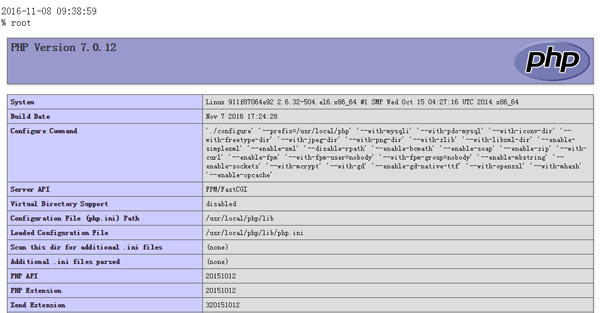 2016-11-08 09:38:59
% root
PHP Version 7.0.12
php
System Linux 911f87064e92 2.6.32-504.el6.x86_64 #1 SMP Wed Oct 15 04:27:16 UTC 2014 x86_64
Build Date Nov 7 2016 17:24:28
Configure Command './configure' '--prefix=/usr/local/php' '--with-mysqli' '--with-pdo-mysql' '--with-iconv-dir' '--
with-freetype-dir' '--with-jpeg-dir' '--with-png-dir' '--with-zlib' '--with-libxml-dir' '--enable-
simplexml' '--enable-xml' '--disable-rpath' '--enable-bcmath' '--enable-soap' '--enable-zip' '--with-
curl' '--enable-fpm' '--with-fpm-user=nobody' '--with-fpm-group=nobody' '--enable-mbstring' '--
enable-sockets' '--with-mcrypt' '--with-gd' '--enable-gd-native-ttf' '--with-openssl' '--with-mhash'
'--enable-opcache'
Server API FPM/FastCGI
Virtual Directory Support disabled
Configuration File (php.ini) Path /usr/local/php/lib
Loaded Configuration File /usr/local/php/lib/php.ini
Scan this dir for additional .ini files (none)
Additional .ini files parsed (none)
PHP API 20151012
PHP Extension 20151012
Zend Extension 320151012